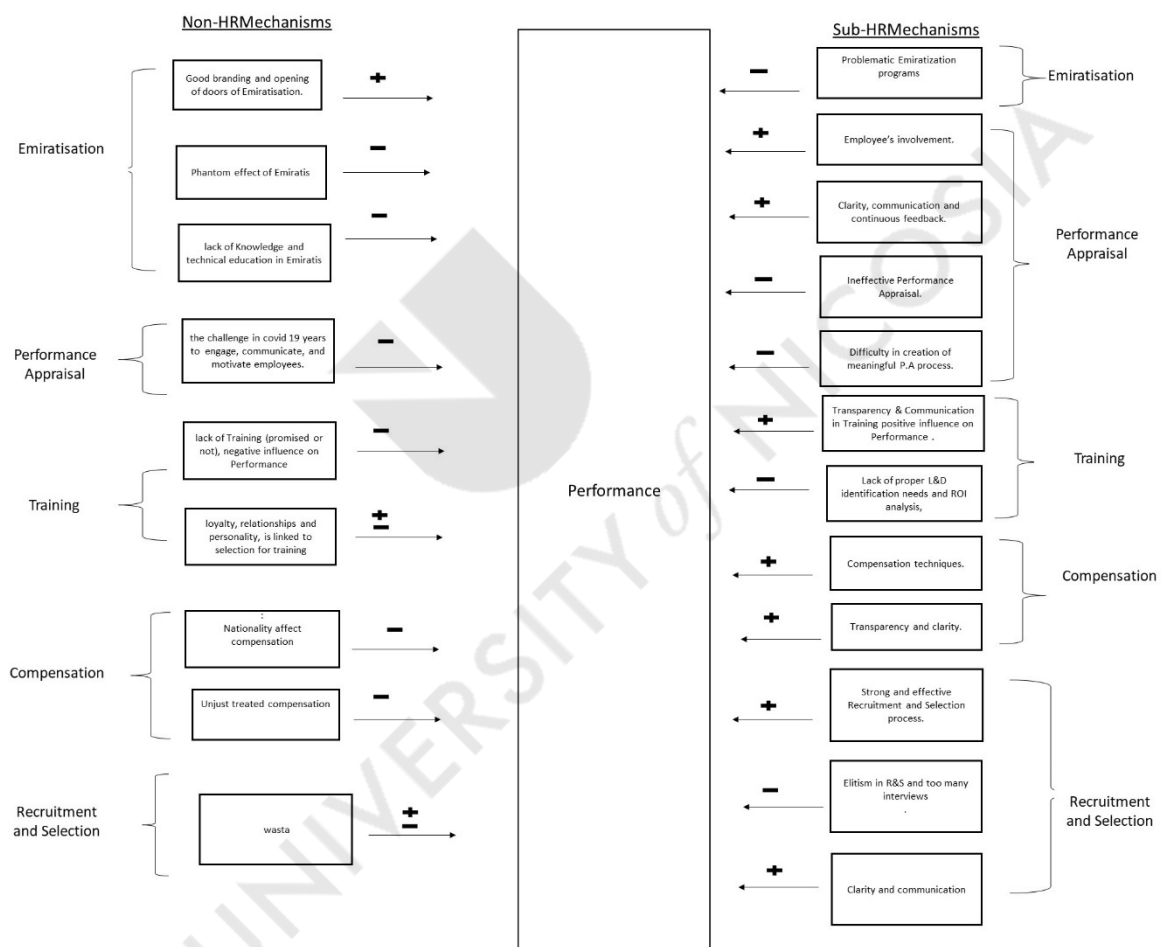 Non-HRMechanisms
Emiratisation
Good branding and opening
of doors of Emiratisation.
+
Phantom effect of Emiratis
−
lack of Knowledge and
technical education in Emiratis
−
Performance
Appraisal
the challenge in covid 19 years
to engage, communicate, and
motivate employees.
−
Training
lack of Training (promised or
not), negative influence on
Performance
−
loyalty, relationships and
personality, is linked to
selection for training
+
−
Compensation
:
Nationality affect
compensation
−
Unjust treated compensation
−
Recruitment
and Selection
wasta
+
−
Performance
Sub-HRMechanisms
−
Problematic Emiratization
programs
Emiratisation
+
Employee's involvement.
+
Clarity, communication and
continuous feedback.
Performance
Appraisal
−
Ineffective Performance
Appraisal.
−
Difficulty in creation of
meaningful P.A process.
+
Transparency & Communication
in Training positive influence on
Performance .
Training
−
Lack of proper L&D
identification needs and ROI
analysis,
+
Compensation techniques.
Compensation
+
Transparency and clarity.
+
Strong and effective
Recruitment and Selection
process.
−
Elitism in R&S and too many
interviews
.
Recruitment
and Selection
+
Clarity and communication
UNIVERSITY of NICOSIA